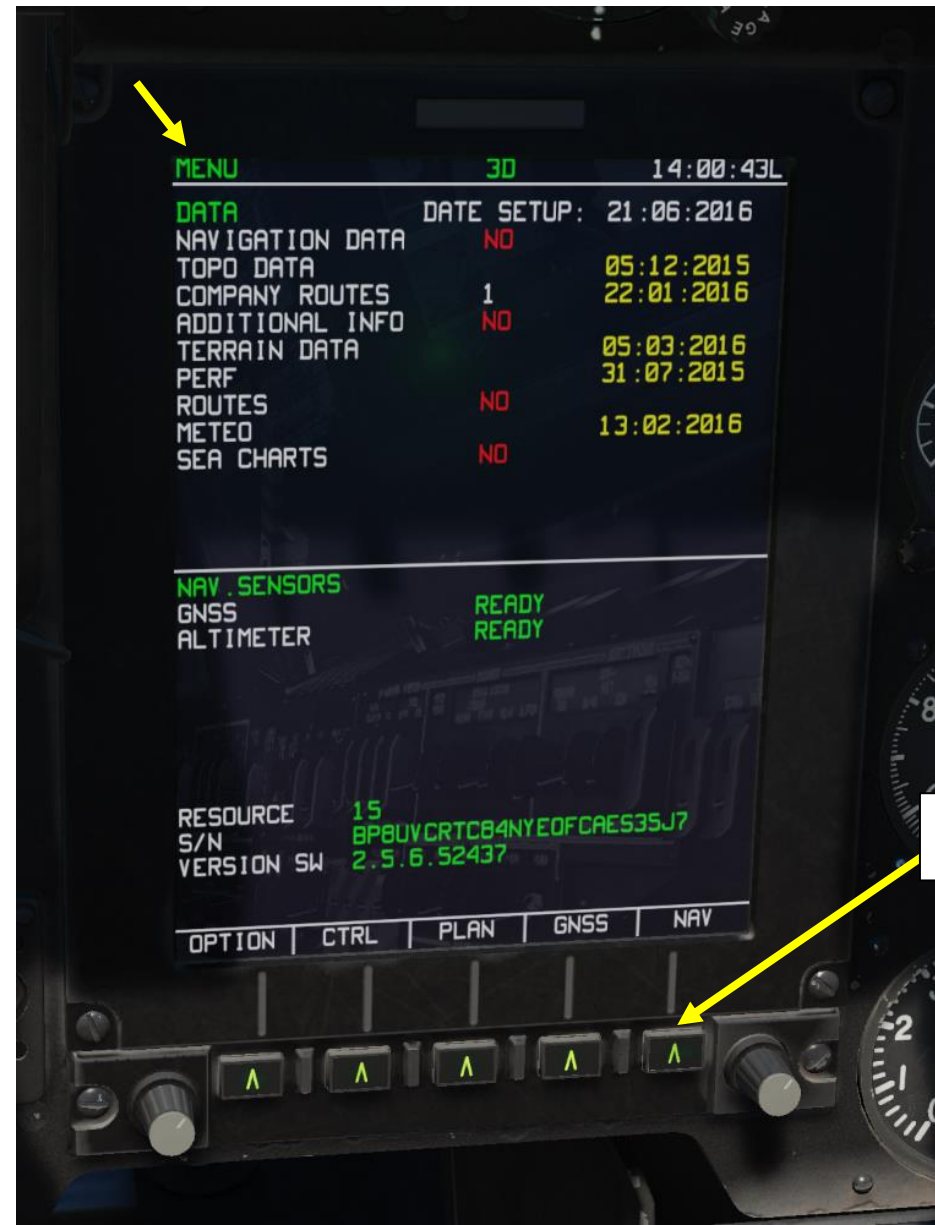 MENU 3D 14:00:43L
DATA DATE SETUP: 21:06:2016
NAVIGATION DATA NO
TOPO DATA 05:12:2015
COMPANY ROUTES 1 22:01:2016
ADDITIONAL INFO NO
TERRAIN DATA 05:03:2016
PERF 31:07:2015
ROUTES NO
METEO 13:02:2016
SEA CHARTS NO
NAV.SENSORS
GNSS READY
ALTIMETER READY
RESOURCE 15
S/N BP8UVCRTC84NYEOFCAES35J7
VERSION SW 2.5.6.52437
OPTION CTRL PLAN GNSS NAV
8
2
1